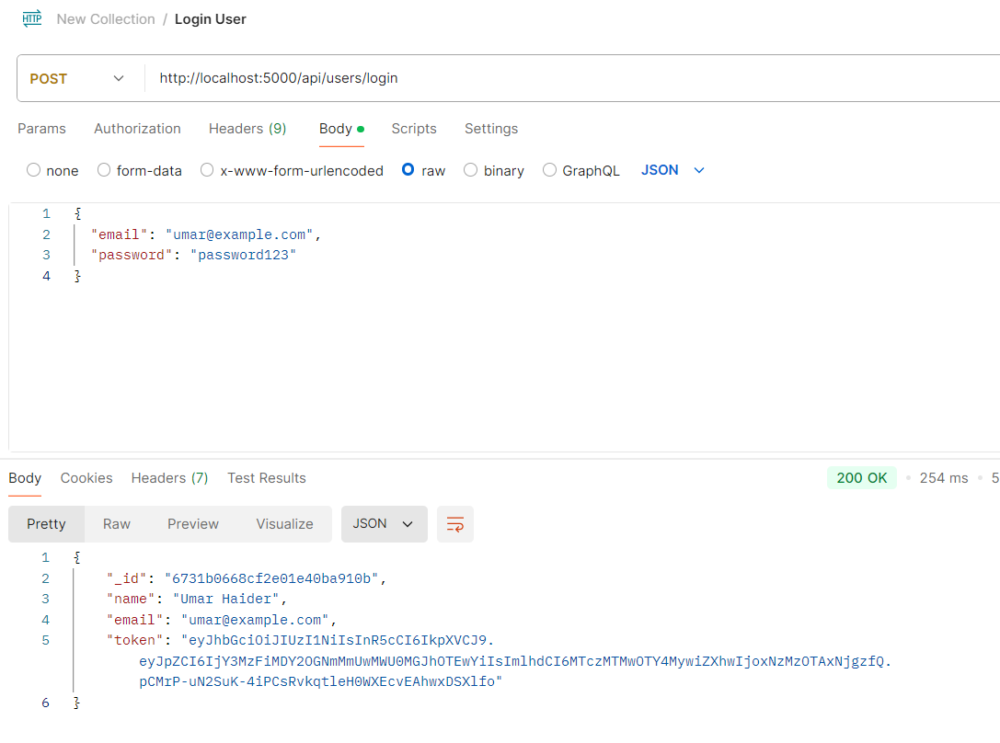 HTTP New Collection / Login User
POST http://localhost:5000/api/users/login
Params Authorization Headers (9) Body Scripts Settings
none form-data x-www-form-urlencoded raw binary GraphQL JSON
1 {
2 "email": "umar@example.com",
3 "password": "password123"
4 }
Body Cookies Headers (7) Test Results 200 OK 254 ms 5
Pretty Raw Preview Visualize JSON
1 {
2 "_id": "6731b0668cf2e01e40ba910b",
3 "name": "Umar Haider",
4 "email": "umar@example.com",
5 "token": "eyJhbGciOiJIUzI1NiIsInR5cCI6IkpXVCJ9.
eyJpZCI6IjY3MzFiMDY2OGNmMmUwMWU0MGJhOTEwYiIsImlhdCI6MTczMTMwOTY4MywiZXhwIjoxNzMzOTAxNjgzfQ.
pCMrP-uN2SuK-4iPCsRvkqtleH0WXEcvEAhwxDSXlfo"
6 }